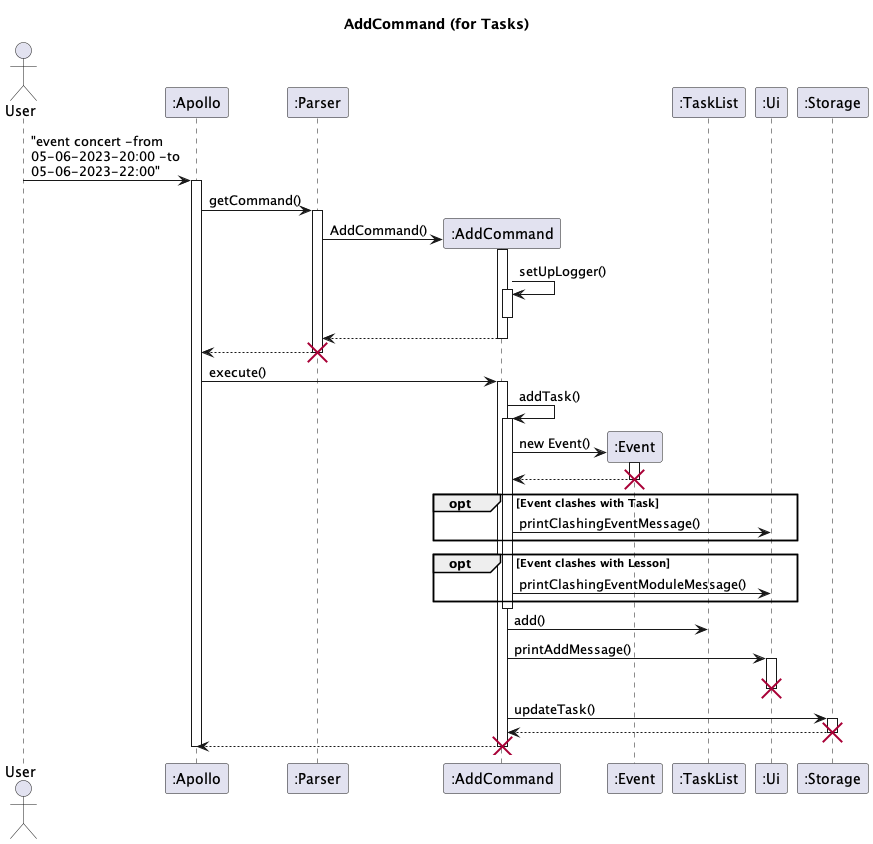 AddCommand (for Tasks)
User
:Apollo
:Parser
:TaskList
:Ui
:Storage
"event concert -from
05-06-2023-20:00 -to
05-06-2023-22:00"
getCommand()
AddCommand()
:AddCommand
setUpLogger()
execute()
addTask()
new Event()
:Event
opt
[Event clashes with Task]
printClashingEventMessage()
opt
[Event clashes with Lesson]
printClashingEventModuleMessage()
add()
printAddMessage()
updateTask()
User
:Apollo
:Parser
:AddCommand
:Event
:TaskList
:Ui
:Storage